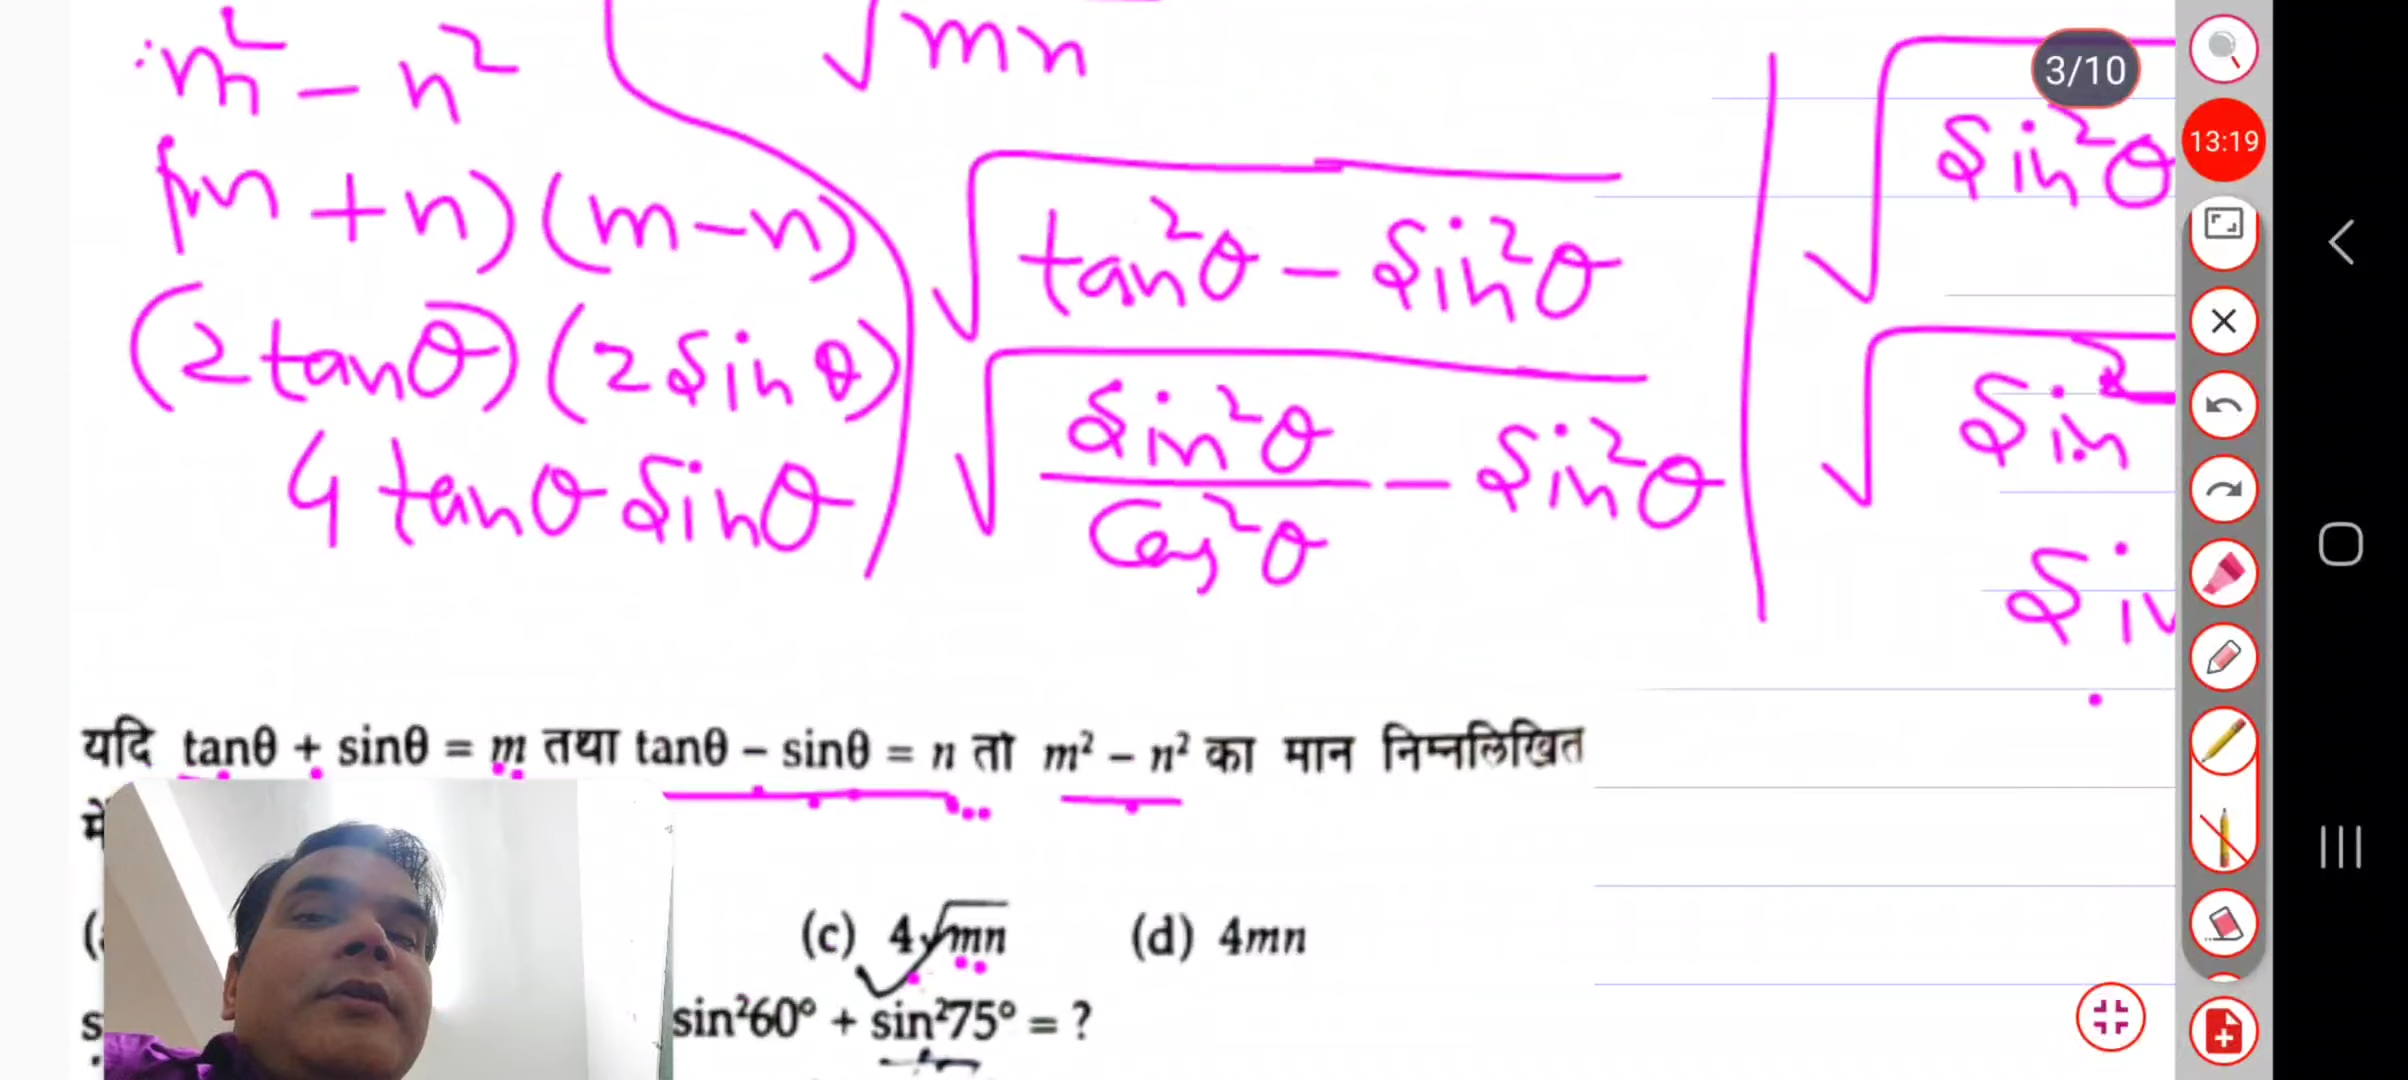 m² - n²
√mn
(m + n)(m - n)
(2tanθ)(2Sinθ)
4 tanθ Sinθ
√tan²θ - Sin²θ
√Sin²θ/Cos²θ - Sin²θ
Sin²θ
Sin²
Sin
3/10
13:19
यदि tanθ + sinθ = m तथा tanθ – sinθ = n तो m² – n² का मान निम्नलिखित
में
(c) 4√mn (d) 4mn
sin²60° + sin²75° = ?